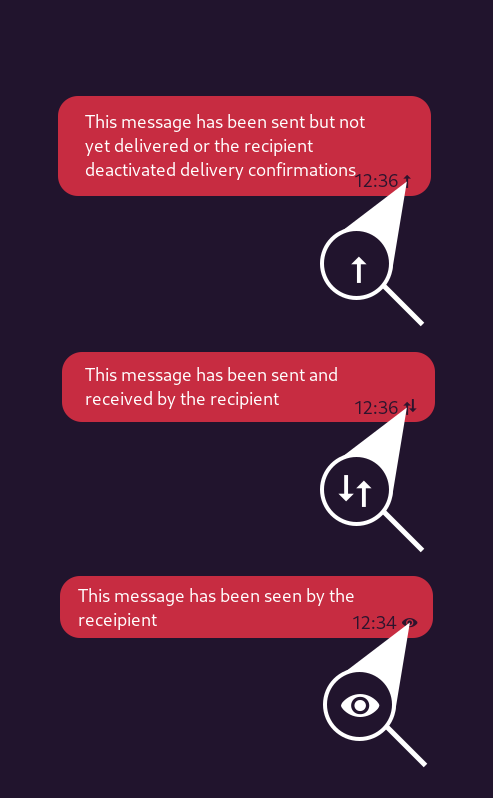 This message has been sent but not
yet delivered or the recipient
deactivated delivery confirmations
12:36
This message has been sent and
received by the recipient
12:36
This message has been seen by the
receipient
12:34